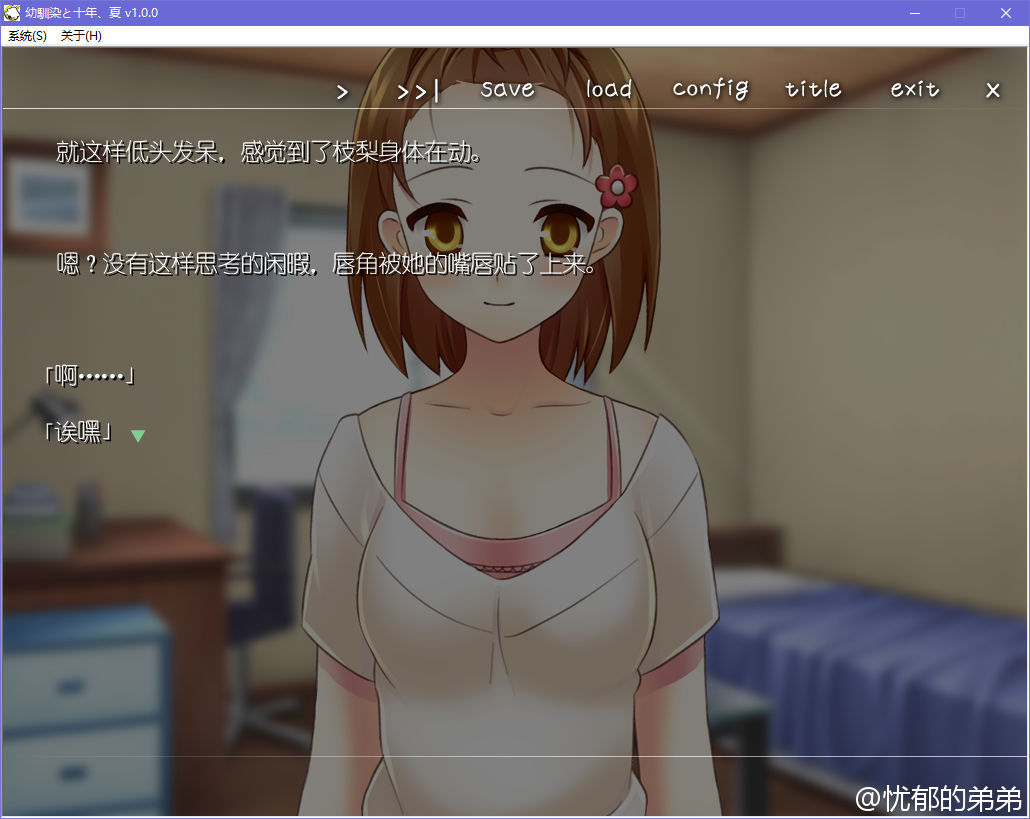 幼馴染と十年、夏 v1.0.0
系统(S) 关于(H)
> >>| save load config title exit x
就这样低头发呆，感觉到了枝梨身体在动。
嗯？没有这样思考的闲暇，唇角被她的嘴唇贴了上来。
「啊……」
「诶嘿」
@忧郁的弟弟